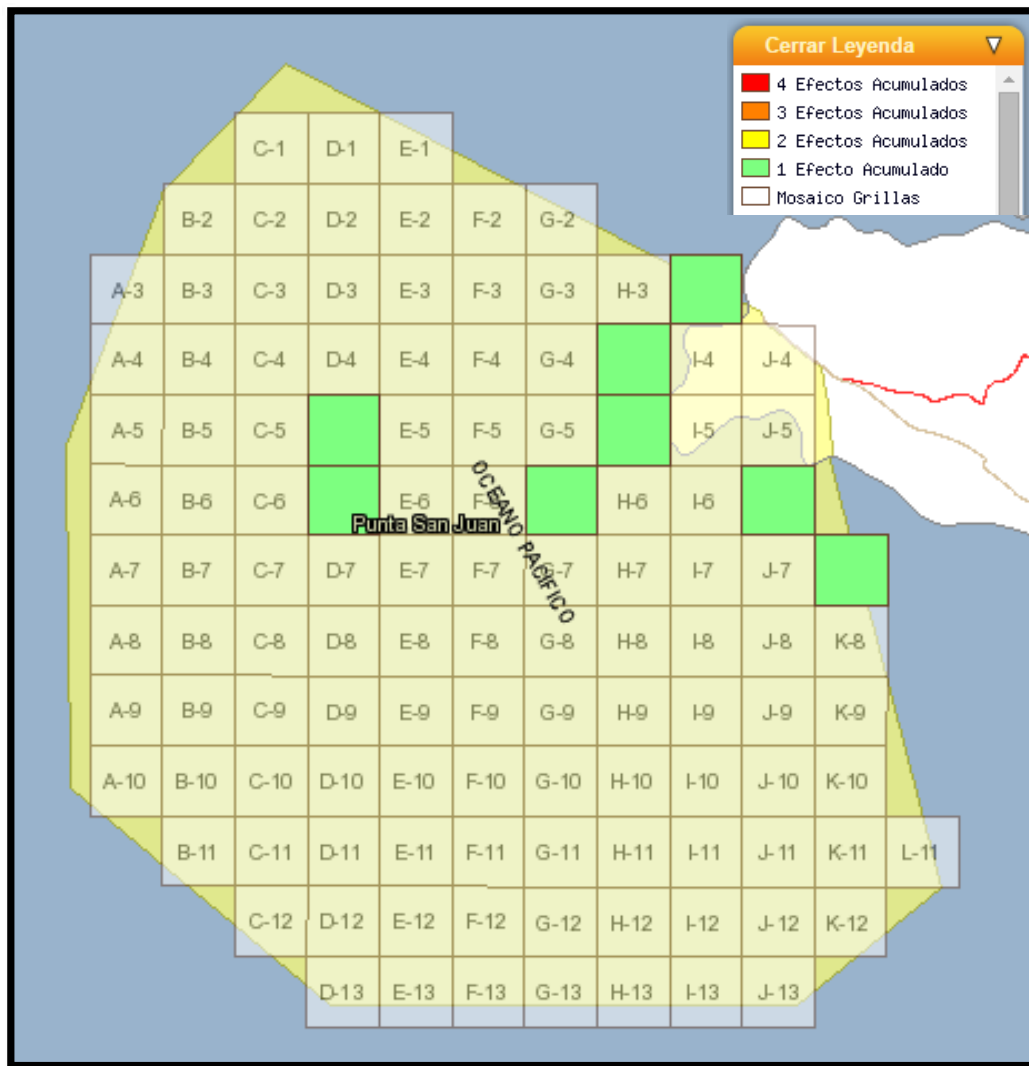 Cerrar Leyenda
4 Efectos Acumulados
3 Efectos Acumulados
2 Efectos Acumulados
1 Efecto Acumulado
Mosaico Grillas
C-1 D-1 E-1
B-2 C-2 D-2 E-2 F-2 G-2
A-3 B-3 C-3 D-3 E-3 F-3 G-3 H-3
A-4 B-4 C-4 D-4 E-4 F-4 G-4 I-4 J-4
A-5 B-5 C-5 E-5 F-5 G-5 I-5 J-5
A-6 B-6 C-6 E-6 H-6 I-6
Punta San Juan
OCEANO PACIFICO
A-7 B-7 C-7 D-7 E-7 F-7 H-7 I-7 J-7
A-8 B-8 C-8 D-8 E-8 F-8 G-8 H-8 I-8 J-8 K-8
A-9 B-9 C-9 D-9 E-9 F-9 G-9 H-9 I-9 J-9 K-9
A-10 B-10 C-10 D-10 E-10 F-10 G-10 H-10 I-10 J-10 K-10
B-11 C-11 D-11 E-11 F-11 G-11 H-11 I-11 J-11 K-11 L-11
C-12 D-12 E-12 F-12 G-12 H-12 I-12 J-12 K-12
D-13 E-13 F-13 G-13 H-13 I-13 J-13